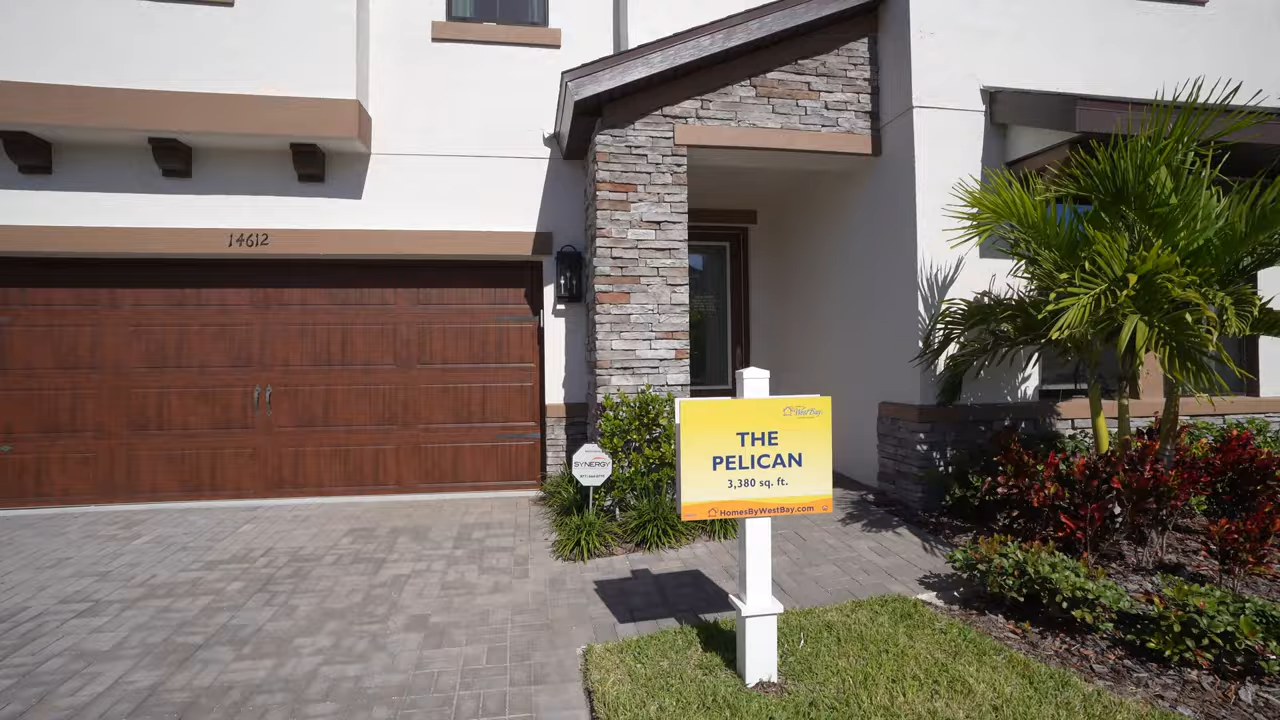 14612
West Bay
THE
PELICAN
3,380 sq. ft.
HomesByWestBay.com
SYNERGY